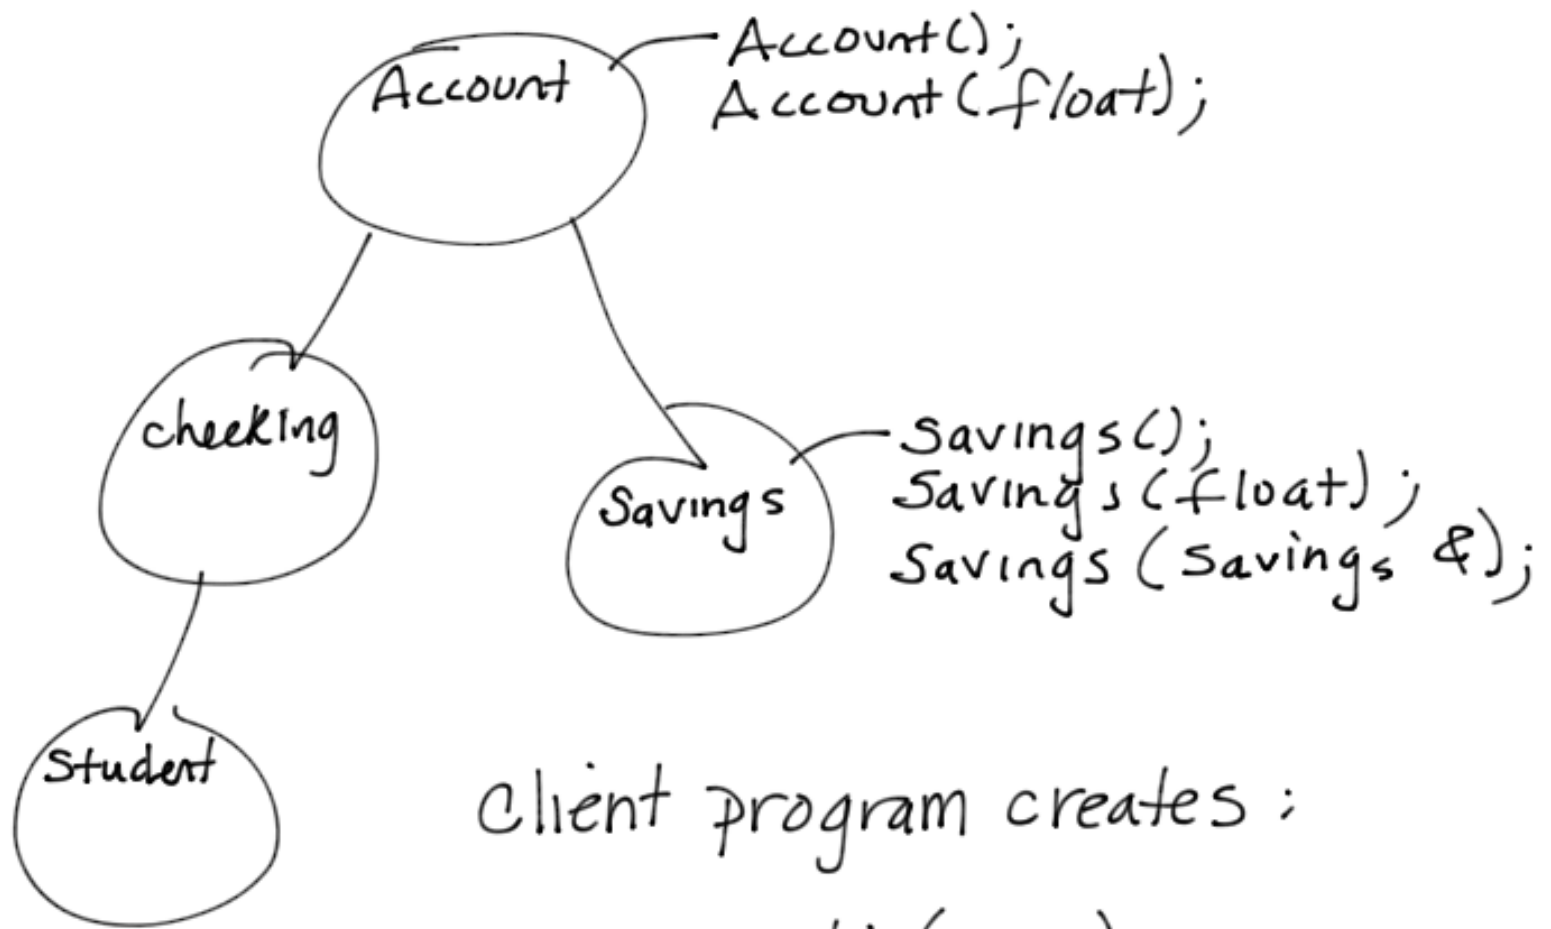 Account
Account();
Account(float);
checking
Savings
Savings();
Savings(float);
Savings(Savings &);
Student
Client program creates: